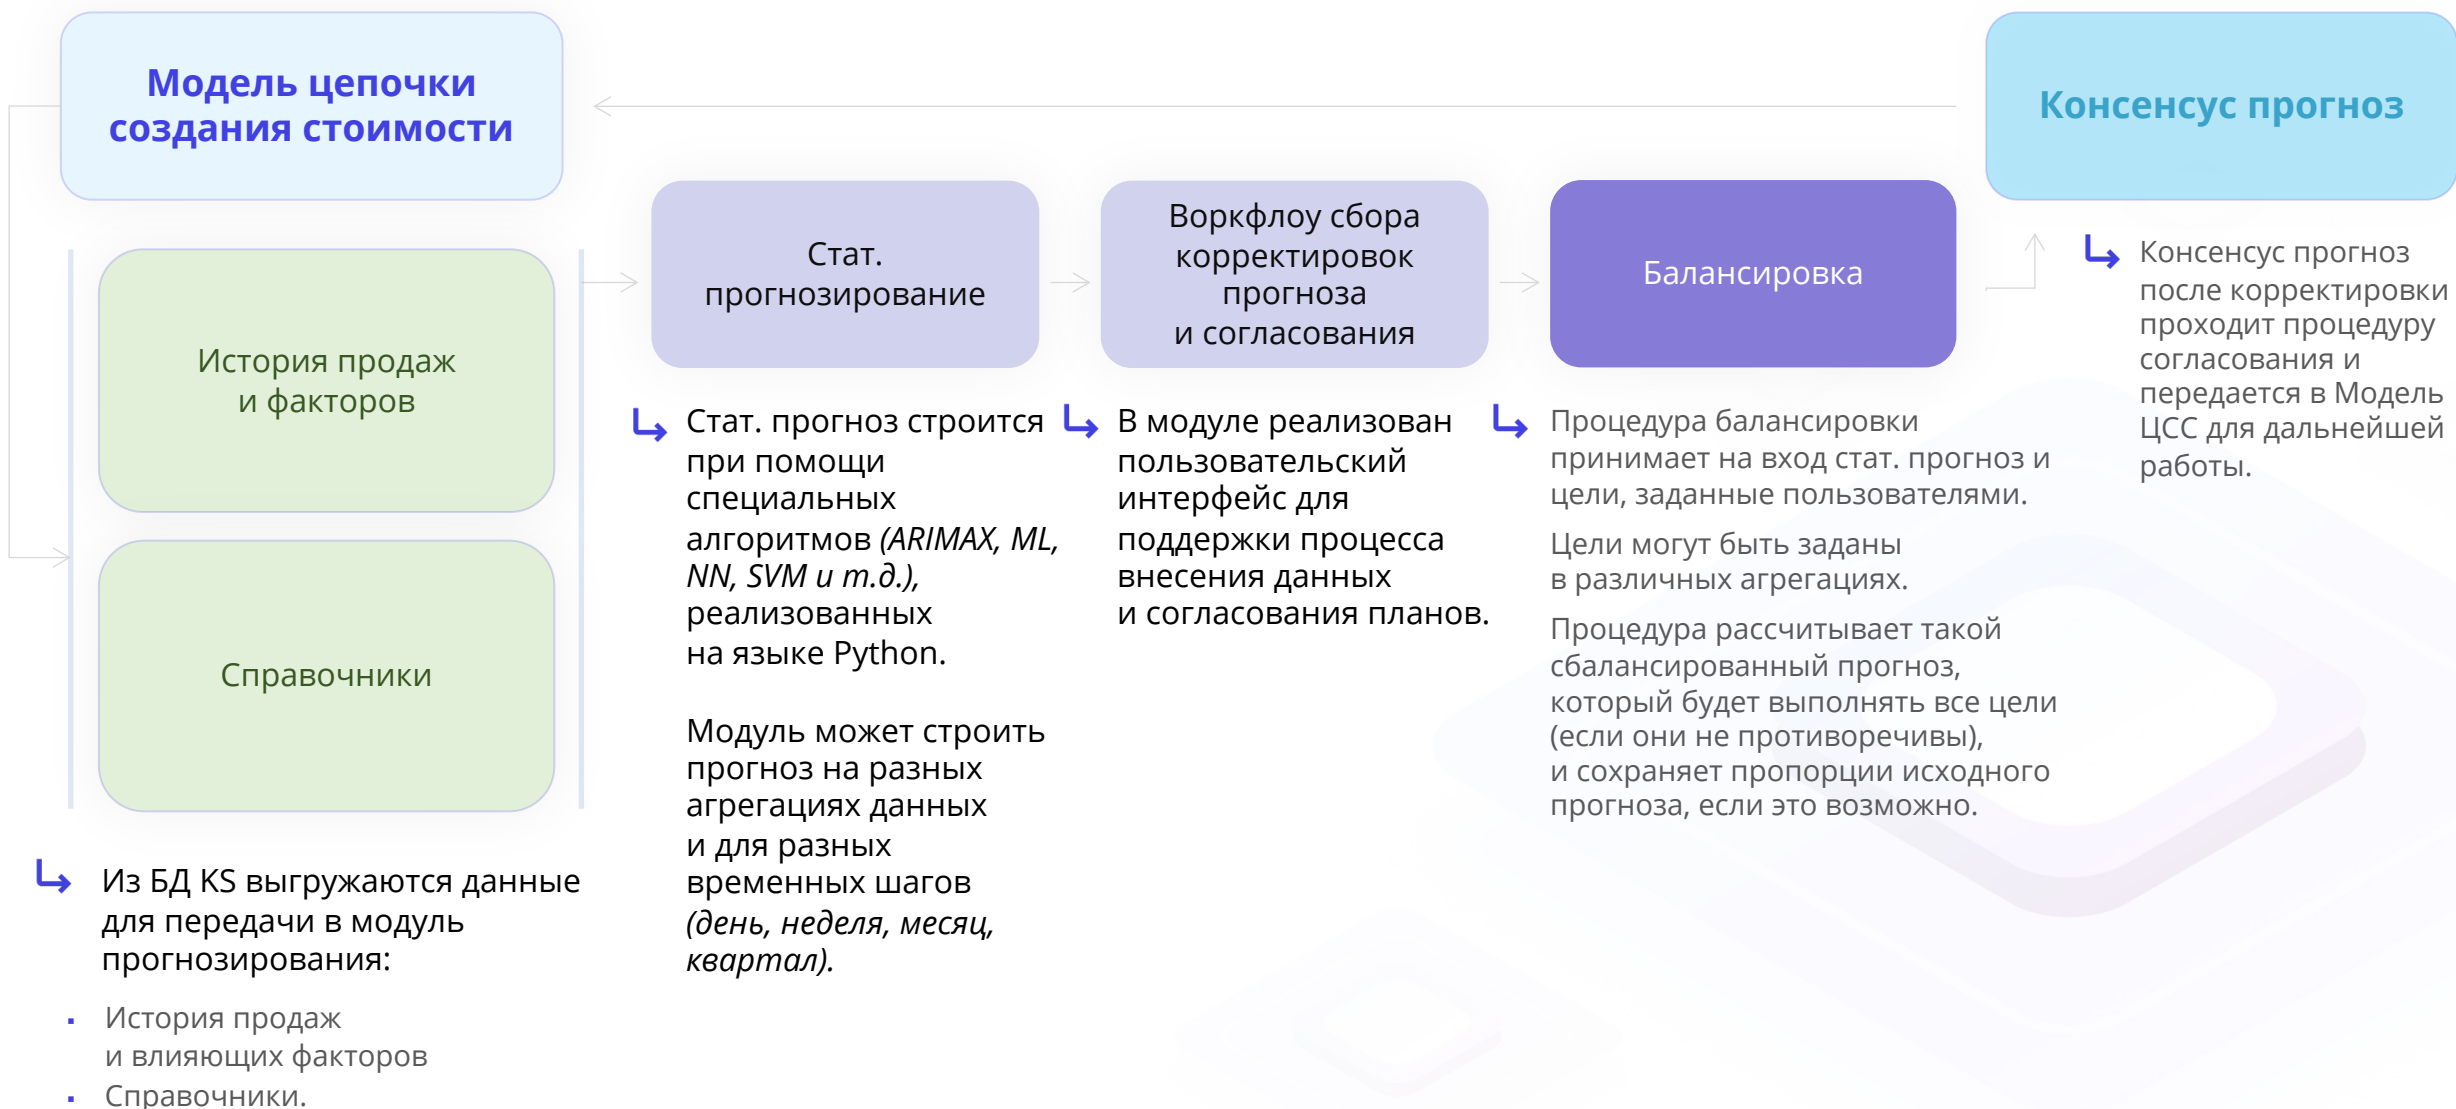 Модель цепочки
создания стоимости
Консенсус прогноз
История продаж
и факторов
Справочники
Из БД KS выгружаются данные
для передачи в модуль
прогнозирования:
▪ История продаж
и влияющих факторов
▪ Справочники.
Стат.
прогнозирование
Стат. прогноз строится
при помощи
специальных
алгоритмов (ARIMAX, ML,
NN, SVM и т.д.),
реализованных
на языке Python.
Модуль может строить
прогноз на разных
агрегациях данных
и для разных
временных шагов
(день, неделя, месяц,
квартал).
Воркфлоу сбора
корректировок
прогноза
и согласования
В модуле реализован
пользовательский
интерфейс для
поддержки процесса
внесения данных
и согласования планов.
Балансировка
Процедура балансировки
принимает на вход стат. прогноз и
цели, заданные пользователями.
Цели могут быть заданы
в различных агрегациях.
Процедура рассчитывает такой
сбалансированный прогноз,
который будет выполнять все цели
(если они не противоречивы),
и сохраняет пропорции исходного
прогноза, если это возможно.
Консенсус прогноз
после корректировки
проходит процедуру
согласования и
передается в Модель
ЦСС для дальнейшей
работы.